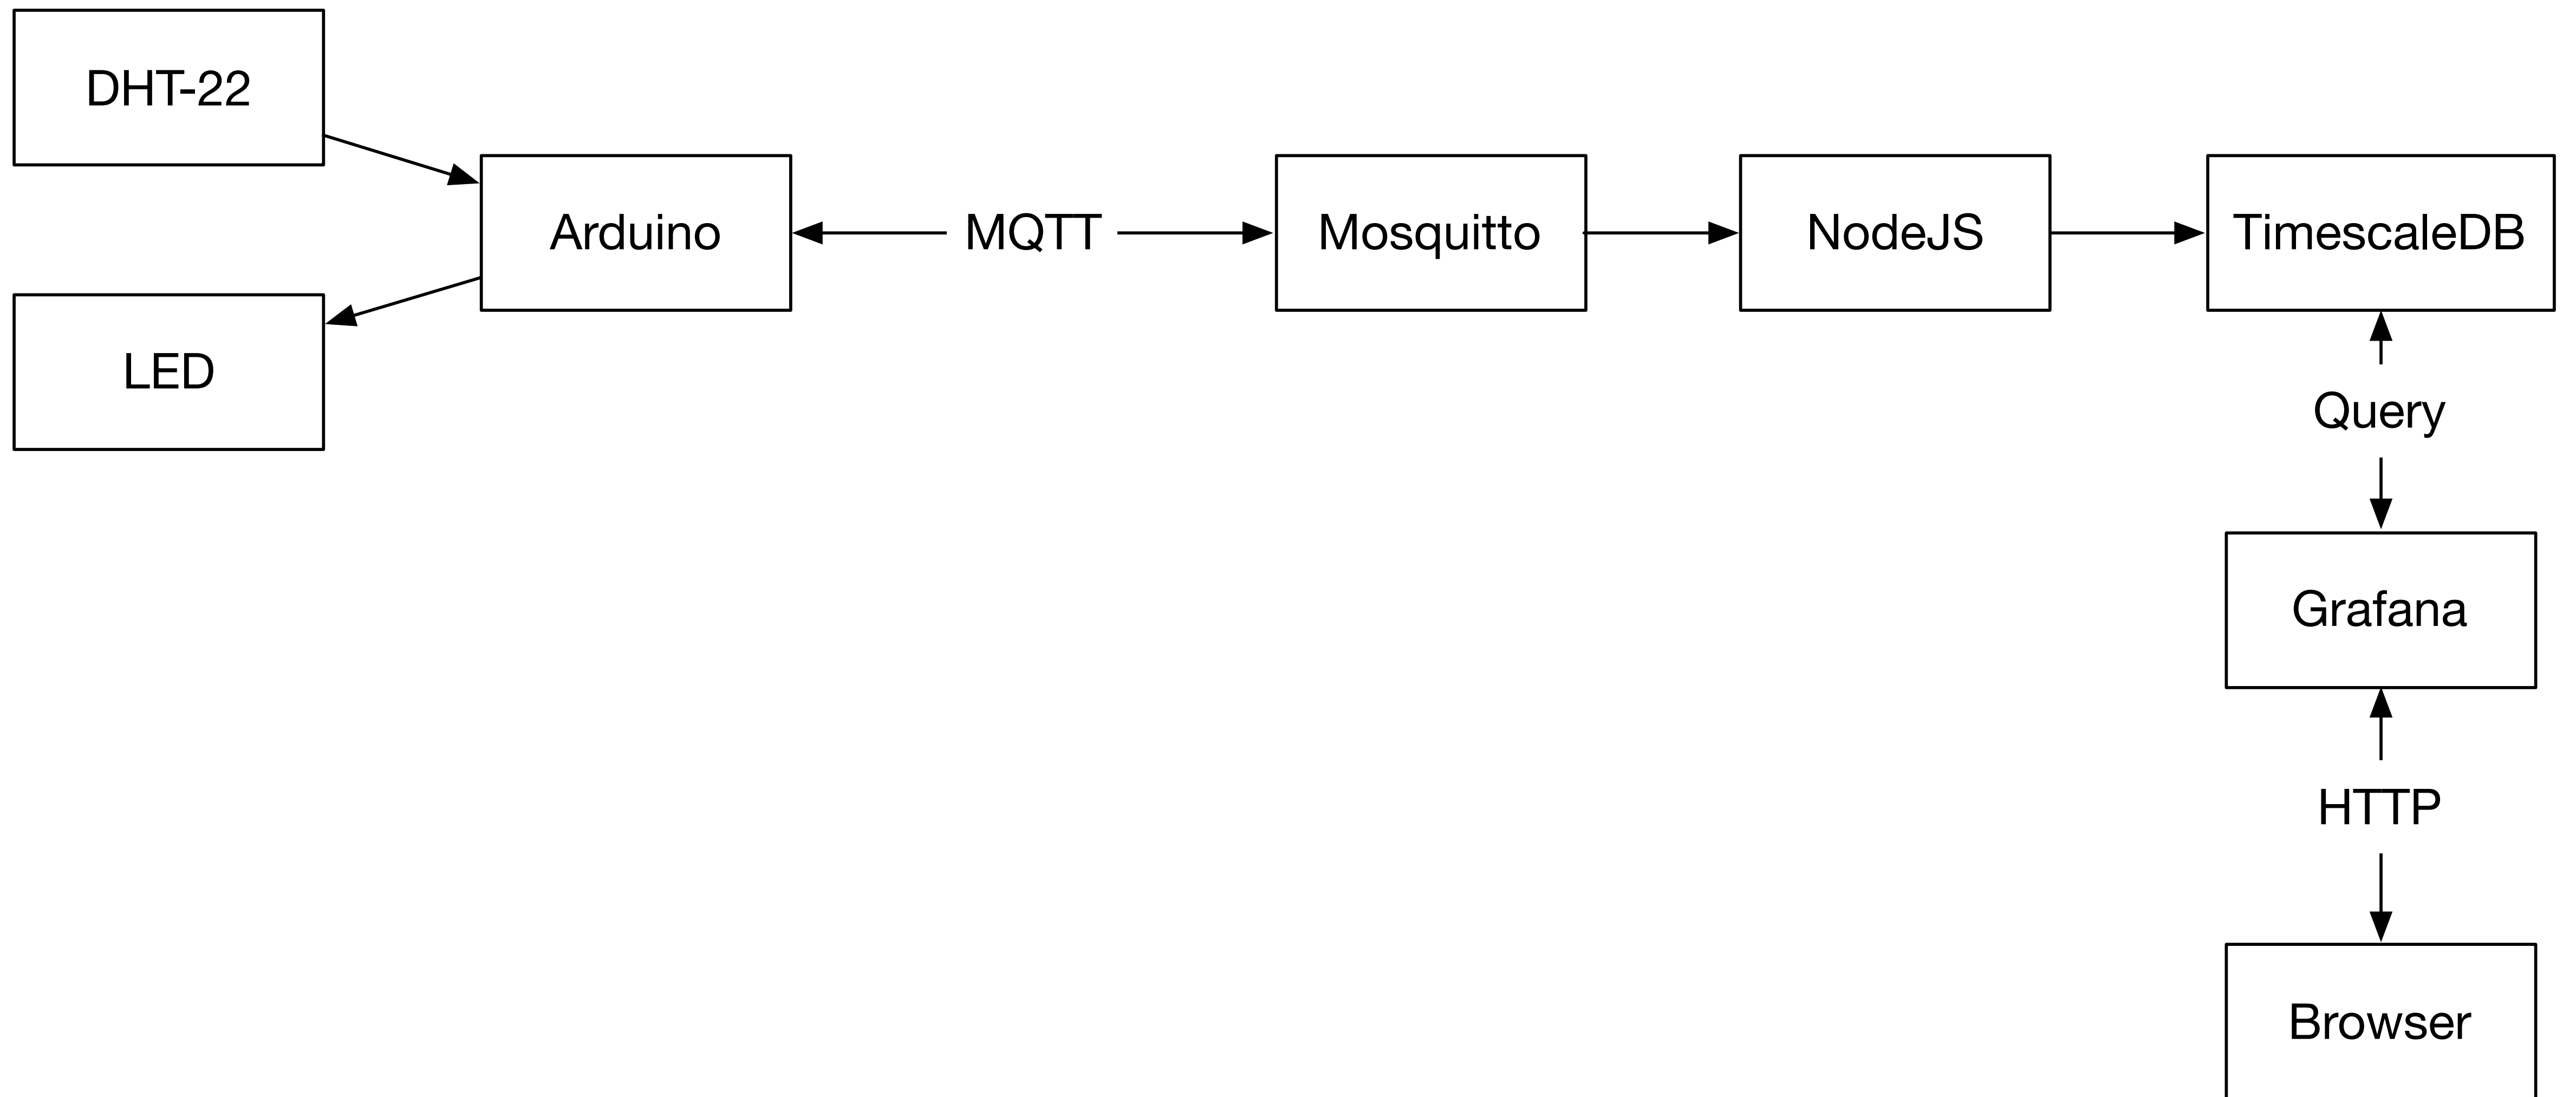 DHT-22
Arduino
MQTT
Mosquitto
NodeJS
TimescaleDB
LED
Query
Grafana
HTTP
Browser